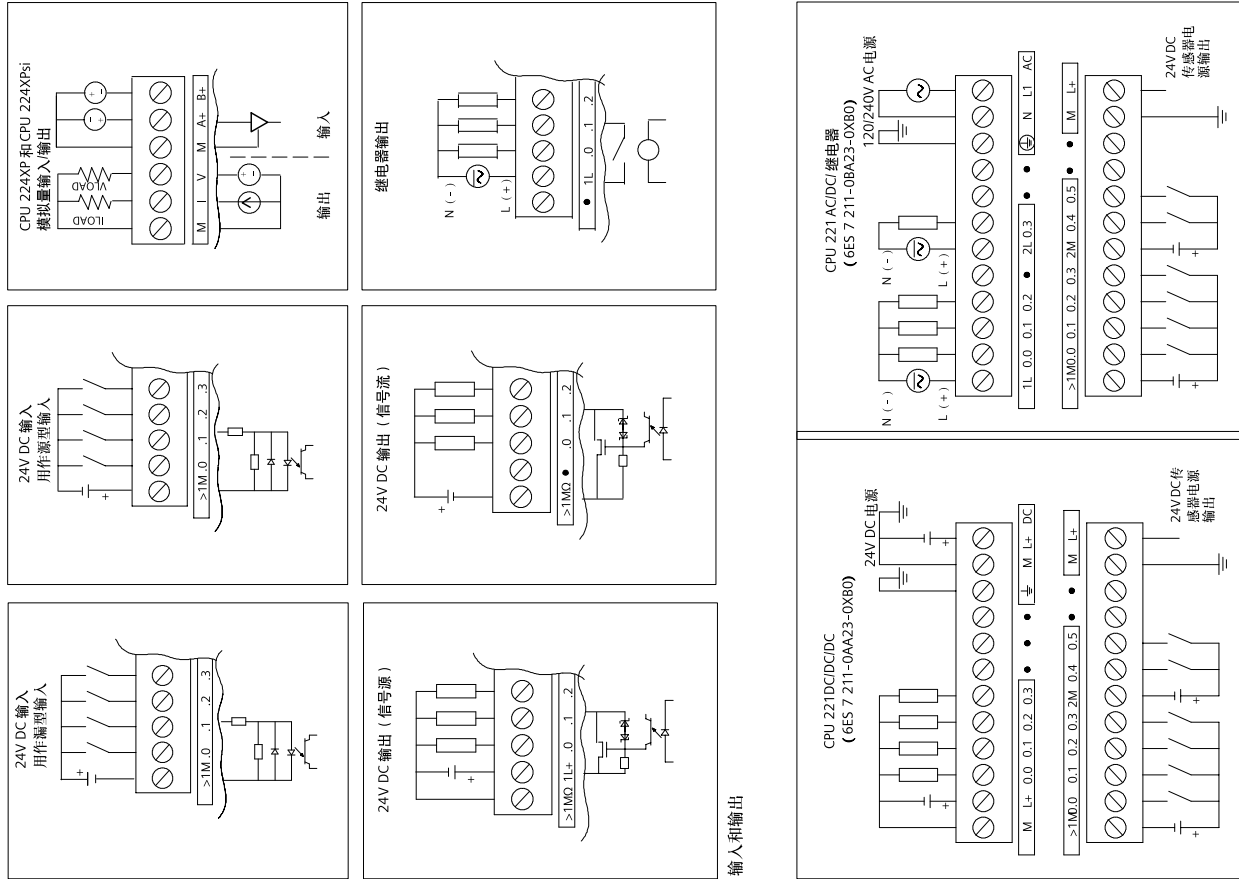 24V DC 输入
用作漏型输入
+
>1M .0 .1 .2 .3
24V DC 输入
用作源型输入
+
>1M .0 .1 .2 .3
CPU 224XP 和 CPU 224XPsi
模拟量输入/输出
ILOAD
VLOAD
+ -
+ -
M I V M A+ B+
+ -
输出
输入
24V DC 输出（信号源）
+
>1MΩ 1L+ .0 .1 .2
24V DC 输出（信号流）
+
>1MΩ ● .0 .1 .2
继电器输出
N (-)
L (+)
● 1L .0 .1 .2
输入和输出
CPU 221DC/DC/DC
(6ES 7 211-0AA23-0XB0)
24V DC 电源
+
+
M L+ 0.0 0.1 0.2 0.3 ● ● ● M L+ DC
>1M0.0 0.1 0.2 0.3 2M 0.4 0.5 ● ● M L+
+
+
24V DC传
感器电源
输出
CPU 221 AC/DC/继电器
(6ES 7 211-0BA23-0XB0)
120/240V AC 电源
N (-)
L (+)
N (-)
L (+)
1L 0.0 0.1 0.2 ● 2L 0.3 ● ● N L1 AC
>1M0.0 0.1 0.2 0.3 2M 0.4 0.5 ● ● M L+
+
+
24V DC
传感器电
源输出